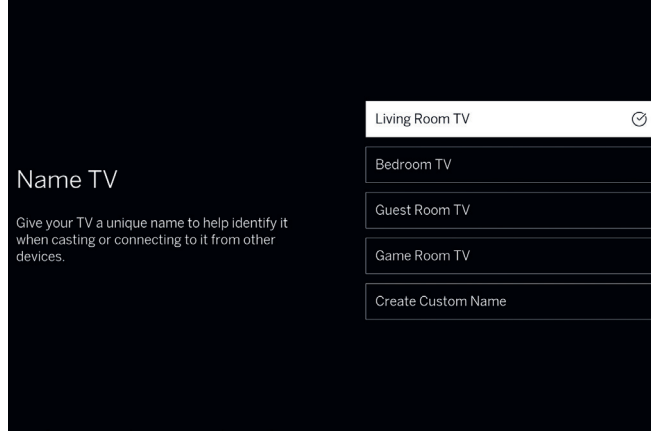 Name TV
Give your TV a unique name to help identify it
when casting or connecting to it from other
devices.
Living Room TV
Bedroom TV
Guest Room TV
Game Room TV
Create Custom Name